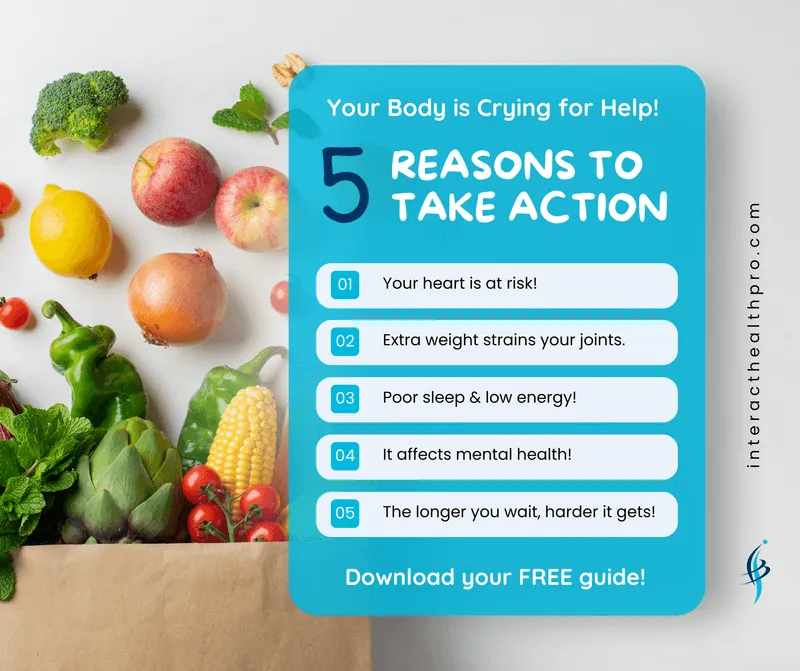 Your Body is Crying for Help!
5 REASONS TO
TAKE ACTION
01 Your heart is at risk!
02 Extra weight strains your joints.
03 Poor sleep & low energy!
04 It affects mental health!
05 The longer you wait, harder it gets!
Download your FREE guide!
interacthealthpro.com